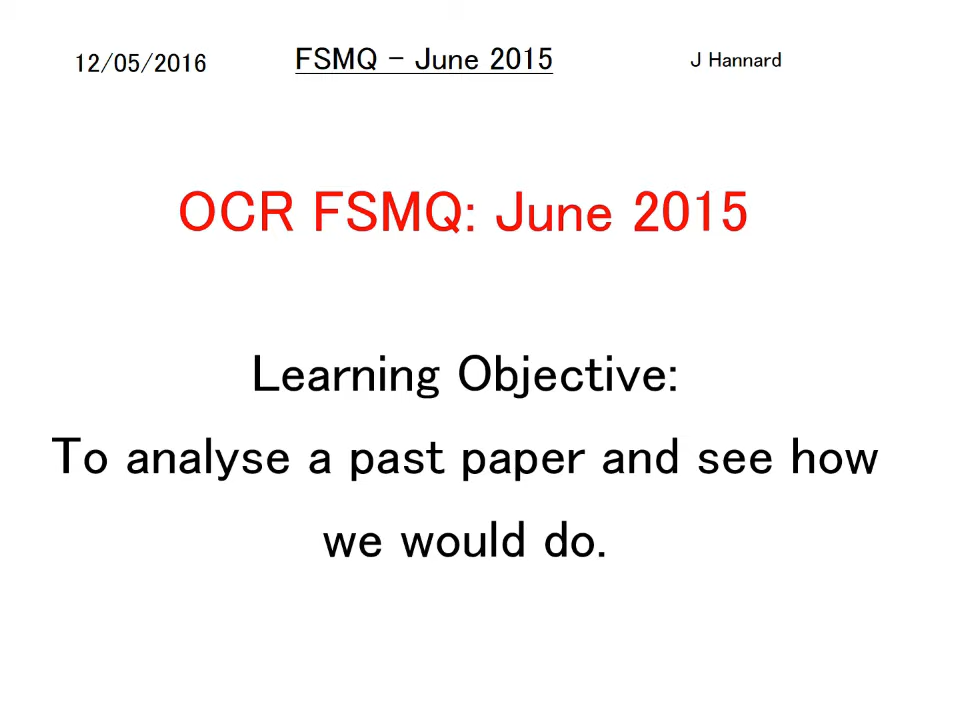 12/05/2016 FSMQ - June 2015 J Hannard
OCR FSMQ: June 2015
Learning Objective:
To analyse a past paper and see how
we would do.